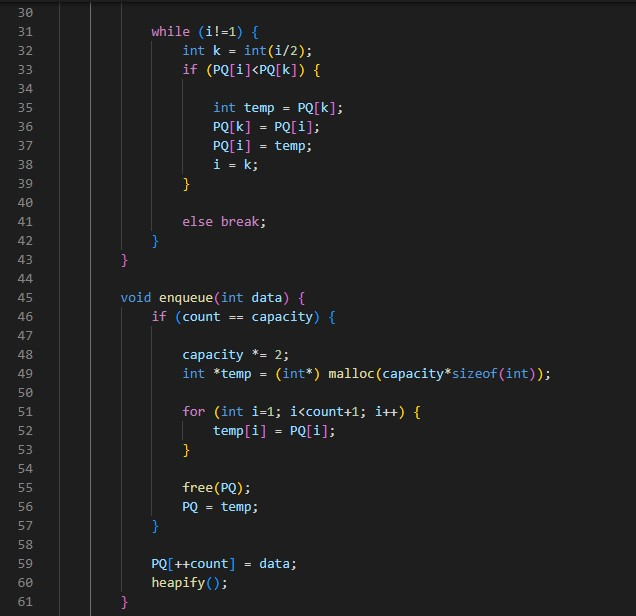 30
31 while (i!=1) {
32 int k = int(i/2);
33 if (PQ[i]<PQ[k]) {
34
35 int temp = PQ[k];
36 PQ[k] = PQ[i];
37 PQ[i] = temp;
38 i = k;
39 }
40
41 else break;
42 }
43 }
44
45 void enqueue(int data) {
46 if (count == capacity) {
47
48 capacity *= 2;
49 int *temp = (int*) malloc(capacity*sizeof(int));
50
51 for (int i=1; i<count+1; i++) {
52 temp[i] = PQ[i];
53 }
54
55 free(PQ);
56 PQ = temp;
57 }
58
59 PQ[++count] = data;
60 heapify();
61 }